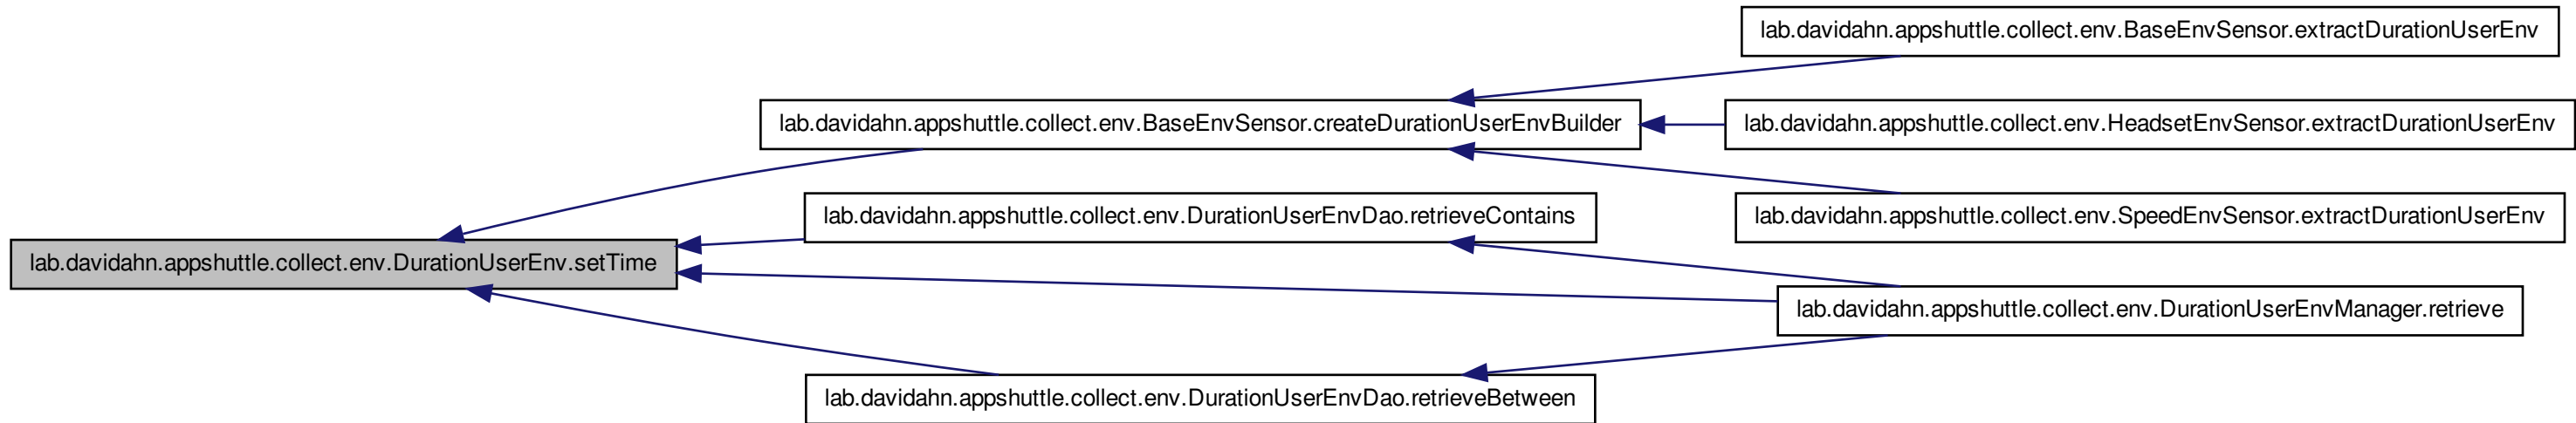 lab.davidahn.appshuttle.collect.env.BaseEnvSensor.extractDurationUserEnv
lab.davidahn.appshuttle.collect.env.BaseEnvSensor.createDurationUserEnvBuilder
lab.davidahn.appshuttle.collect.env.HeadsetEnvSensor.extractDurationUserEnv
lab.davidahn.appshuttle.collect.env.DurationUserEnvDao.retrieveContains
lab.davidahn.appshuttle.collect.env.SpeedEnvSensor.extractDurationUserEnv
lab.davidahn.appshuttle.collect.env.DurationUserEnv.setTime
lab.davidahn.appshuttle.collect.env.DurationUserEnvManager.retrieve
lab.davidahn.appshuttle.collect.env.DurationUserEnvDao.retrieveBetween